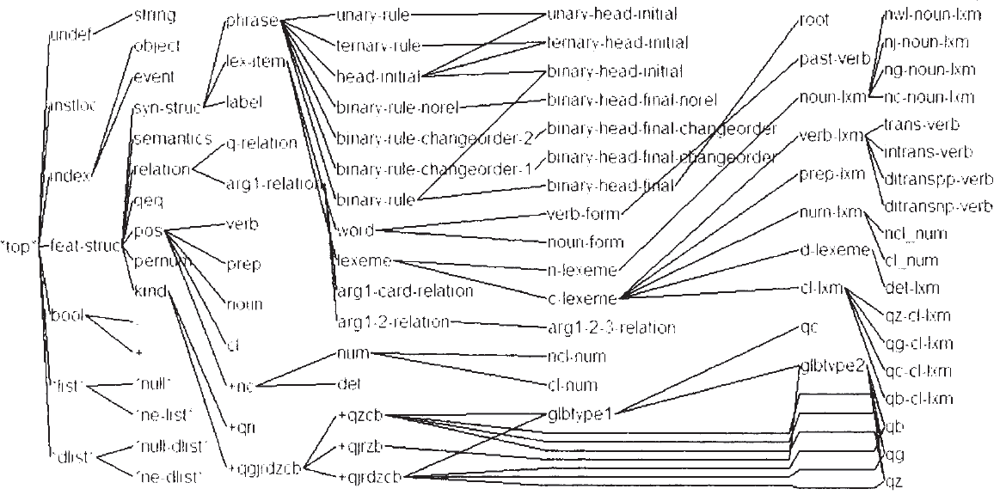 *top*
undef
instloc
index
feat-struc
bool
*list*
*dlist*
string
object
event
syn-struc
semantics
relation
qeq
pos
pernum
kind
-
+
*null*
*ne-list*
*null-dlist*
*ne-dlist*
phrase
lex-item
label
q-relation
arg1-relation
verb
prep
noun
cl
+nc
+qn
+qgjrdzcb
unary-rule
ternary-rule
head-initial
binary-rule-norel
binary-rule-changeorder-2
binary-rule-changeorder-1
binary-rule
word
lexeme
arg1-card-relation
arg1-2-relation
num
det
+qzcb
+qjrzb
+qjrdzcb
unary-head-initial
ternary-head-initial
binary-head-initial
binary-head-final-norel
binary-head-final-changeorder
binary-head-final-changeorder
binary-head-final
verb-form
noun-form
n-lexeme
c-lexeme
arg1-2-3-relation
ncl-num
cl-num
glbtype1
root
past-verb
noun-lxm
verb-lxm
prep-lxm
num-lxm
d-lexeme
cl-lxm
qc
glbtype2
nwl-noun-lxm
nj-noun-lxm
ng-noun-lxm
nc-noun-lxm
trans-verb
intrans-verb
ditranspp-verb
ditransnp-verb
ncl_num
cl_num
det-lxm
qz-cl-lxm
qg-cl-lxm
qc-cl-lxm
qb-cl-lxm
qb
qg
qz